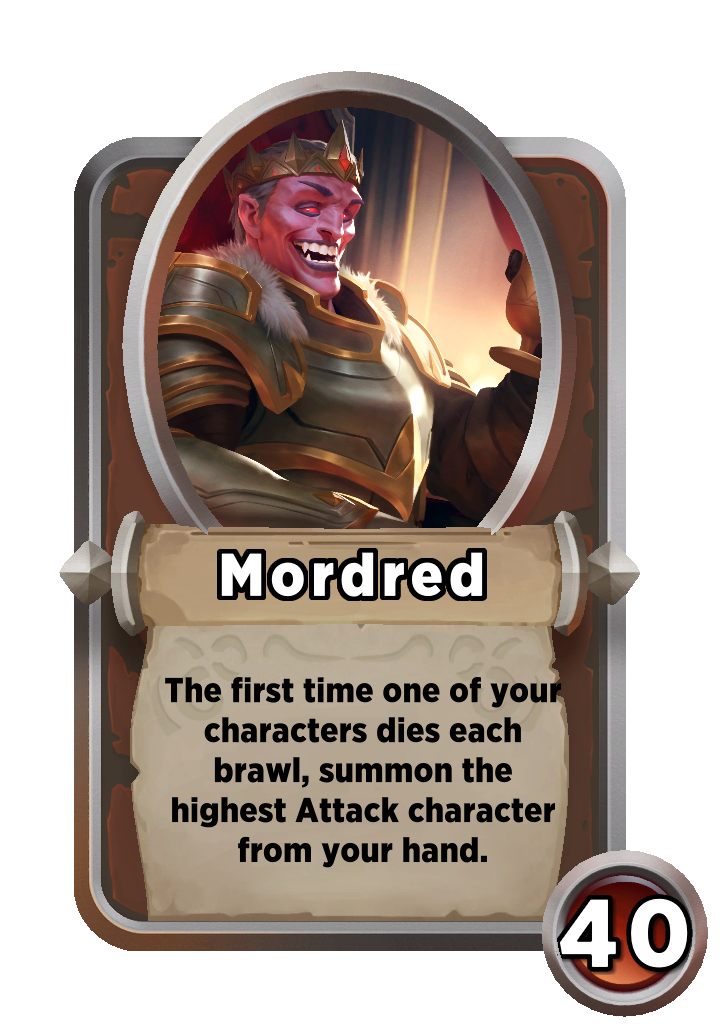 Mordred
The first time one of your
characters dies each
brawl, summon the
highest Attack character
from your hand.
40